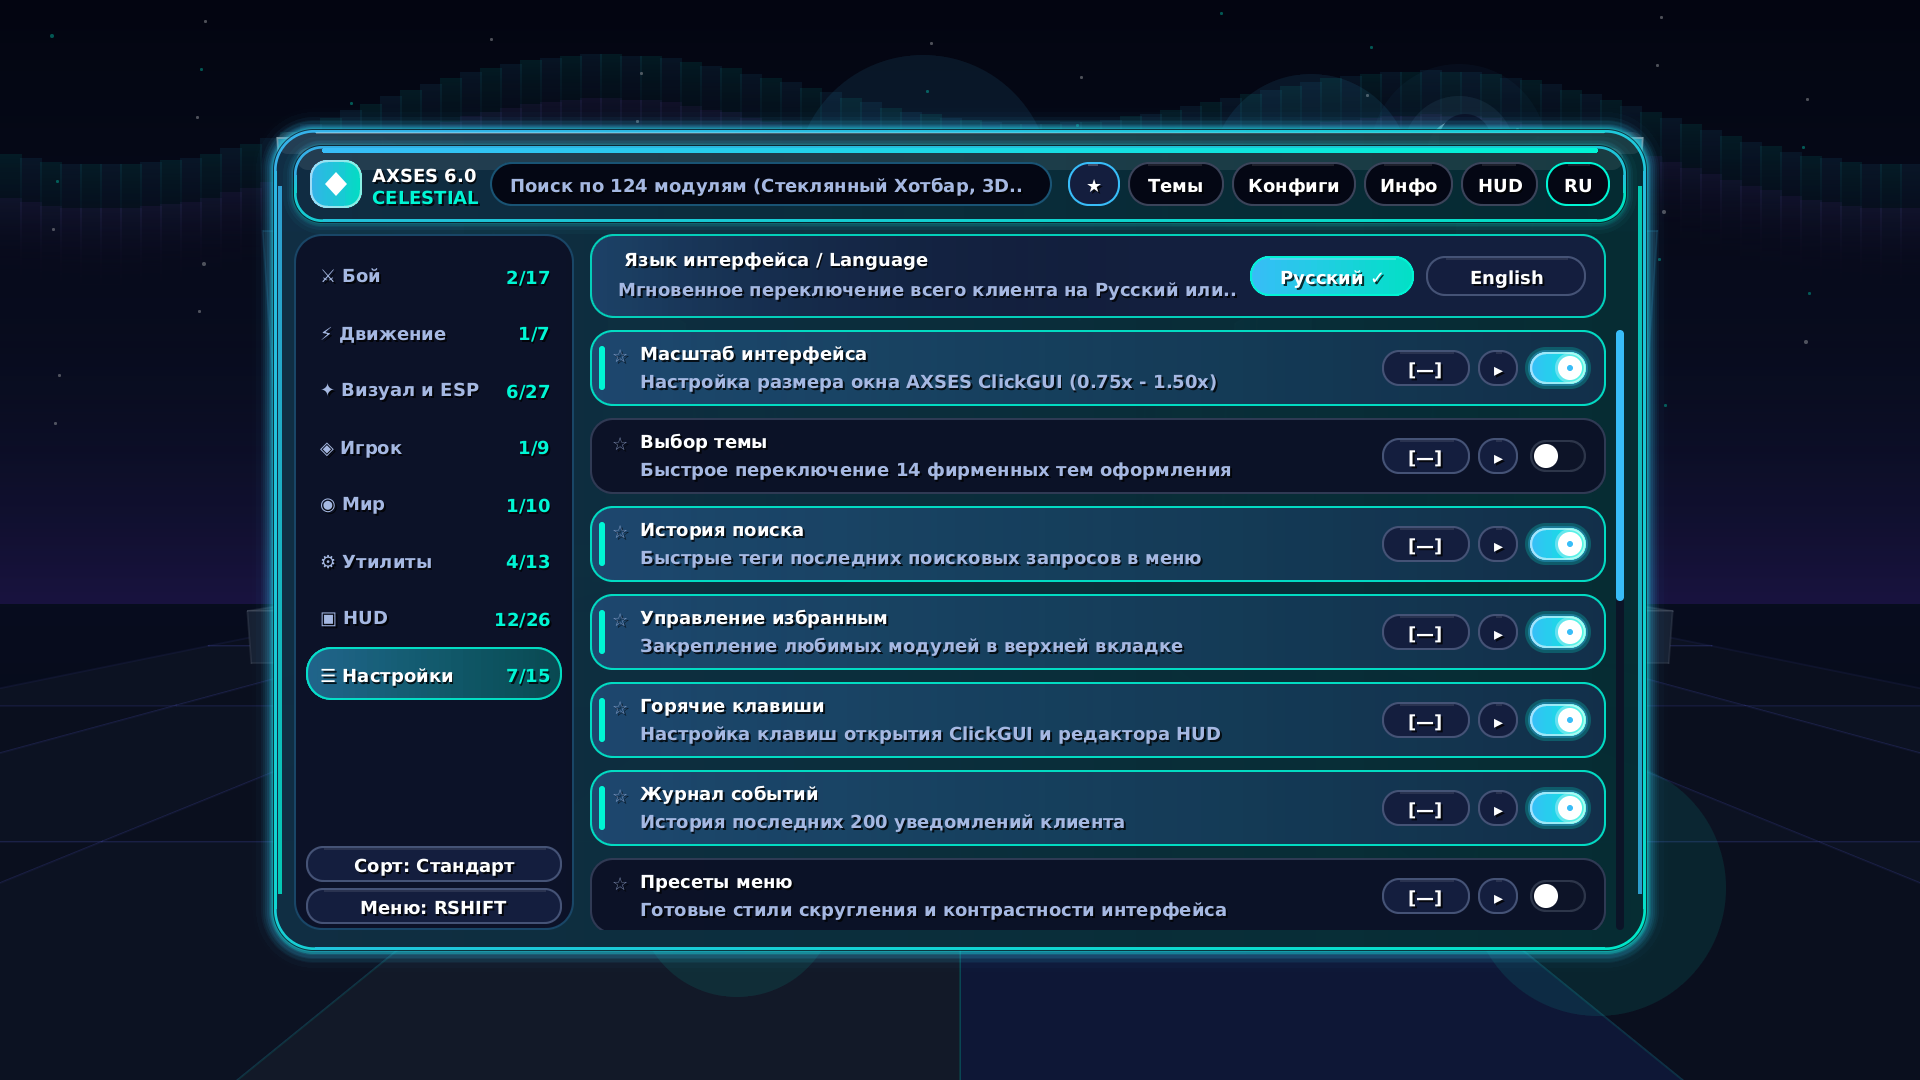 AXSES 6.0
CELESTIAL
Поиск по 124 модулям (Стеклянный Хотбар, 3D..
★
Темы
Конфиги
Инфо
HUD
RU
⚔ Бой 2/17
⚡ Движение 1/7
✦ Визуал и ESP 6/27
◈ Игрок 1/9
◉ Мир 1/10
⚙ Утилиты 4/13
▣ HUD 12/26
☰ Настройки 7/15
Сорт: Стандарт
Меню: RSHIFT
Язык интерфейса / Language
Мгновенное переключение всего клиента на Русский или..
Русский ✓
English
☆ Масштаб интерфейса
Настройка размера окна AXSES ClickGUI (0.75x - 1.50x)
[—] ▸
☆ Выбор темы
Быстрое переключение 14 фирменных тем оформления
[—] ▸
☆ История поиска
Быстрые теги последних поисковых запросов в меню
[—] ▸
☆ Управление избранным
Закрепление любимых модулей в верхней вкладке
[—] ▸
☆ Горячие клавиши
Настройка клавиш открытия ClickGUI и редактора HUD
[—] ▸
☆ Журнал событий
История последних 200 уведомлений клиента
[—] ▸
☆ Пресеты меню
Готовые стили скругления и контрастности интерфейса
[—] ▸